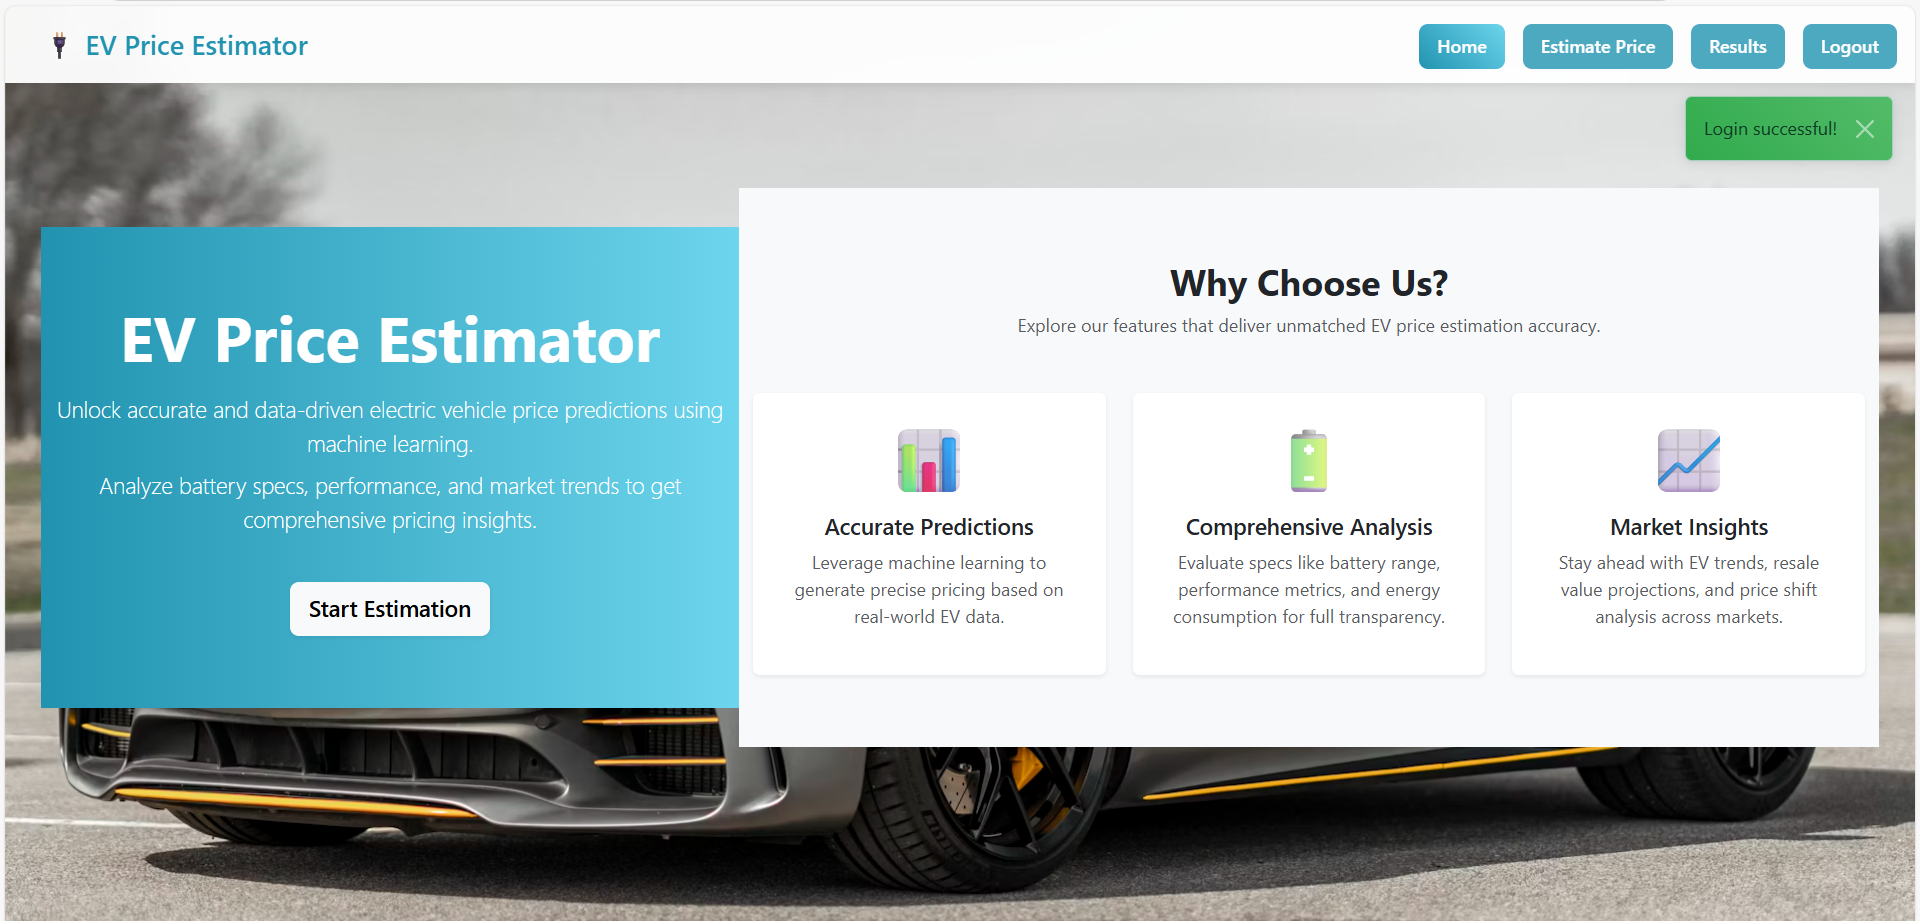 EV Price Estimator
Home
Estimate Price
Results
Logout
Login successful!
EV Price Estimator
Unlock accurate and data-driven electric vehicle price predictions using
machine learning.
Analyze battery specs, performance, and market trends to get
comprehensive pricing insights.
Start Estimation
Why Choose Us?
Explore our features that deliver unmatched EV price estimation accuracy.
Accurate Predictions
Leverage machine learning to
generate precise pricing based on
real-world EV data.
Comprehensive Analysis
Evaluate specs like battery range,
performance metrics, and energy
consumption for full transparency.
Market Insights
Stay ahead with EV trends, resale
value projections, and price shift
analysis across markets.